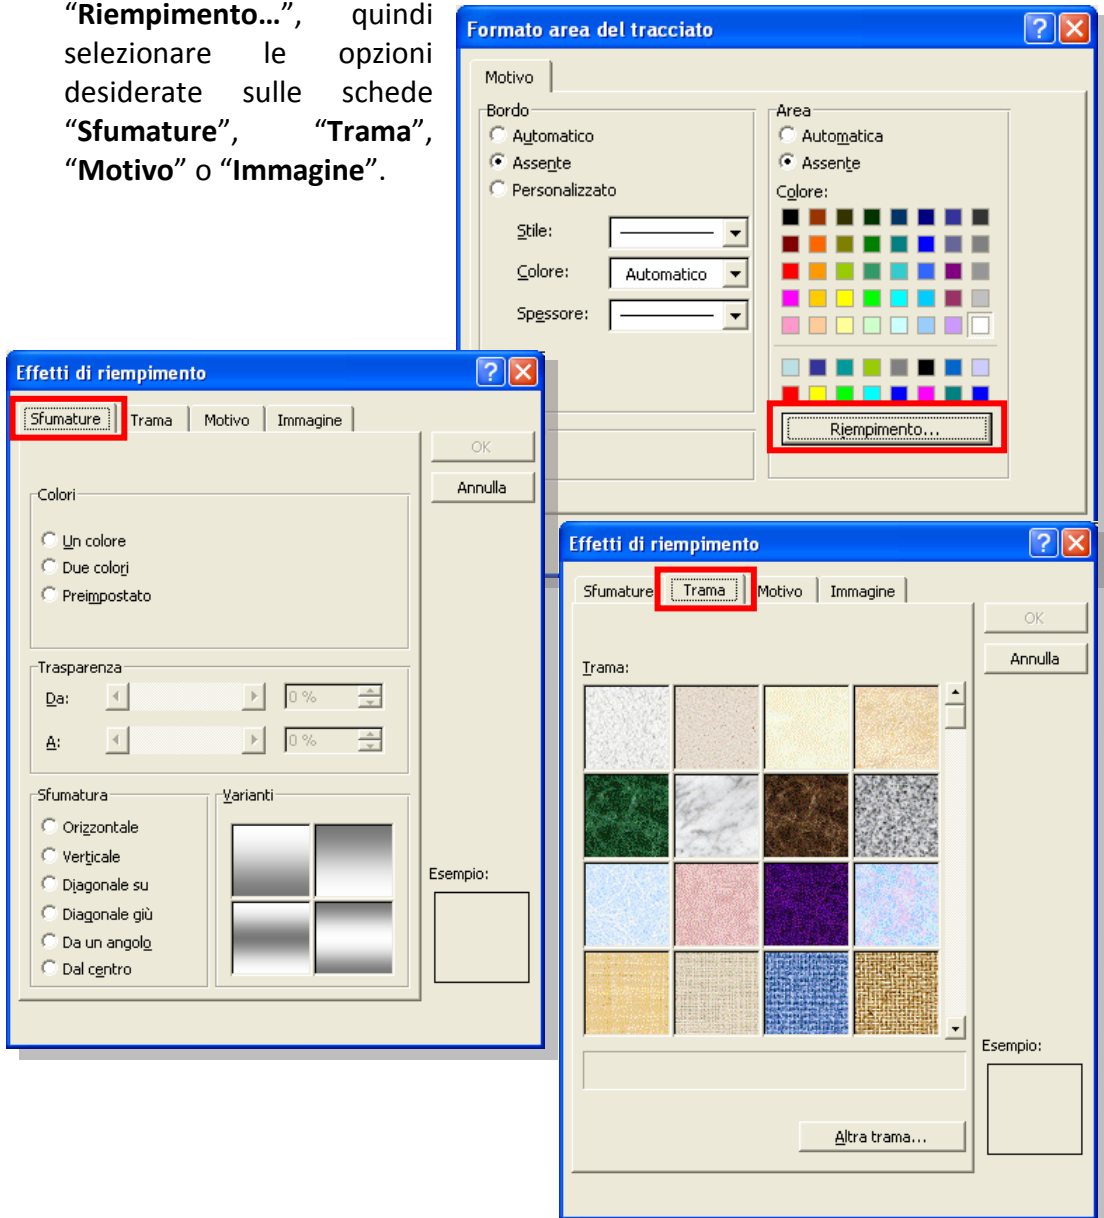 “Riempimento…”, quindi
selezionare le opzioni
desiderate sulle schede
“Sfumature”, “Trama”,
“Motivo” o “Immagine”.
Formato area del tracciato
Motivo
Bordo
Automatico
Assente
Personalizzato
Stile:
Colore:
Automatico
Spessore:
Area
Automatica
Assente
Colore:
Riempimento...
Effetti di riempimento
Sfumature Trama Motivo Immagine
OK
Annulla
Colori
Un colore
Due colori
Preimpostato
Trasparenza
Da: 0 %
A: 0 %
Sfumatura
Orizzontale
Verticale
Diagonale su
Diagonale giù
Da un angolo
Dal centro
Varianti
Esempio:
Effetti di riempimento
Sfumature Trama Motivo Immagine
OK
Annulla
Trama:
Esempio:
Altra trama...